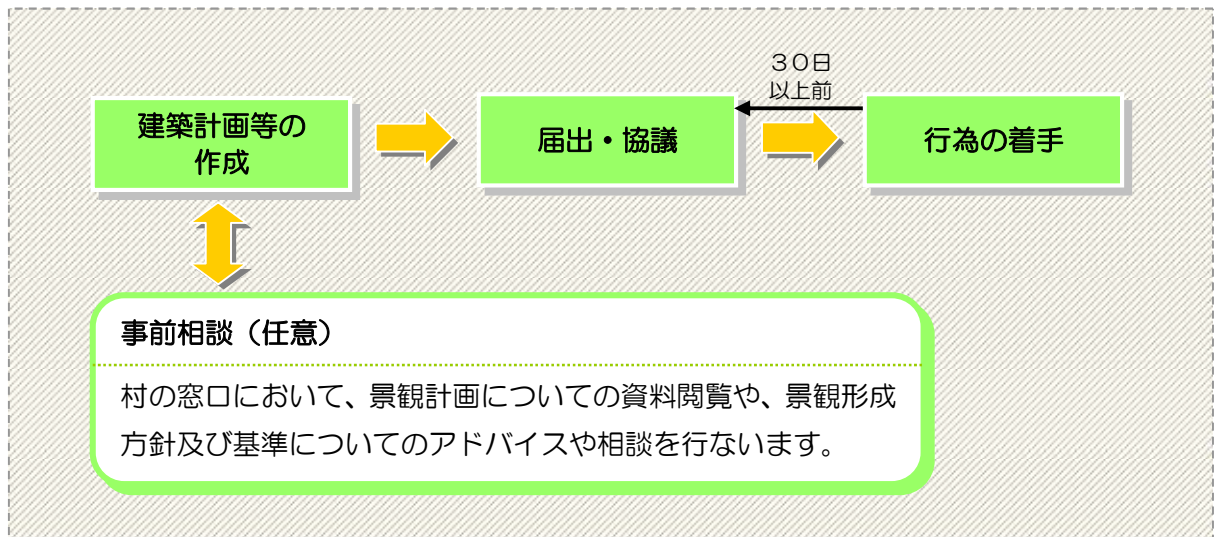 ３０日
以上前
建築計画等の
作成
届出・協議
行為の着手
事前相談（任意）
村の窓口において、景観計画についての資料閲覧や、景観形成
方針及び基準についてのアドバイスや相談を行ないます。